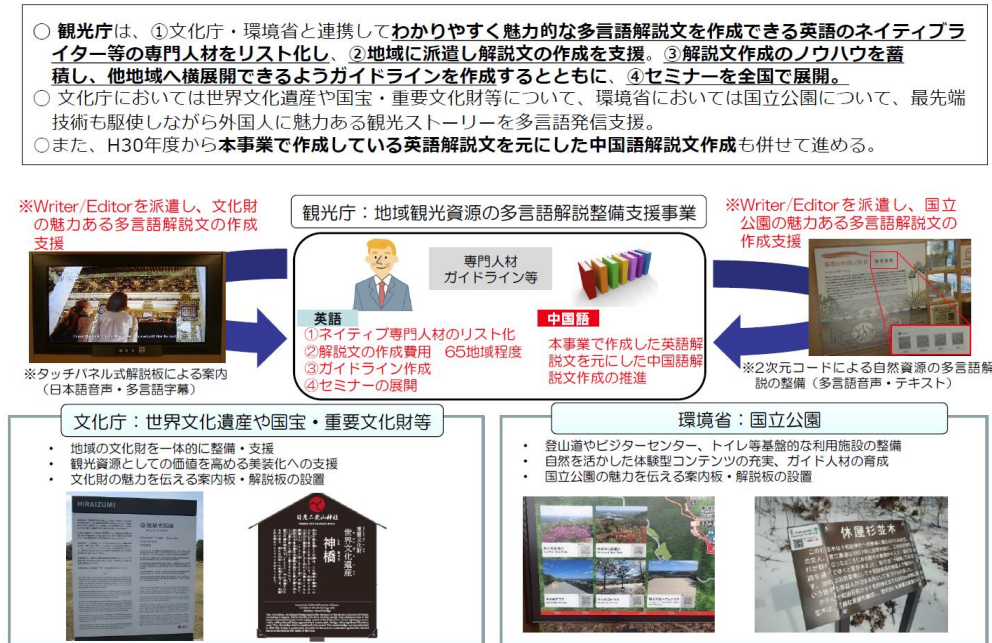 ○ 観光庁は、①文化庁・環境省と連携してわかりやすく魅力的な多言語解説文を作成できる英語のネイティブラ
イター等の専門人材をリスト化し、②地域に派遣し解説文の作成を支援。③解説文作成のノウハウを蓄
積し、他地域へ横展開できるようガイドラインを作成するとともに、④セミナーを全国で展開。
○ 文化庁においては世界文化遺産や国宝・重要文化財等について、環境省においては国立公園について、最先端
技術も駆使しながら外国人に魅力ある観光ストーリーを多言語発信支援。
○また、H30年度から本事業で作成している英語解説文を元にした中国語解説文作成も併せて進める。
※Writer/Editorを派遣し、文化財
の魅力ある多言語解説文の作成
支援
観光庁：地域観光資源の多言語解説整備支援事業
※Writer/Editorを派遣し、国立
公園の魅力ある多言語解説文の
作成支援
専門人材
ガイドライン等
英語
①ネイティブ専門人材のリスト化
②解説文の作成費用　65地域程度
③ガイドライン作成
④セミナーの展開
中国語
本事業で作成した英語解
説文を元にした中国語解
説文作成の推進
※タッチパネル式解説板による案内
（日本語音声・多言語字幕）
※2次元コードによる自然資源の多言語解
説の整備（多言語音声・テキスト）
文化庁：世界文化遺産や国宝・重要文化財等
・ 地域の文化財を一体的に整備・支援
・ 観光資源としての価値を高める美装化への支援
・ 文化財の魅力を伝える案内板・解説板の設置
環境省：国立公園
・ 登山道やビジターセンター、トイレ等基盤的な利用施設の整備
・ 自然を活かした体験型コンテンツの充実、ガイド人材の育成
・ 国立公園の魅力を伝える案内板・解説板の設置
HIRAIZUMI
日光二荒山神社
世界文化遺産
神橋
休屋杉並木